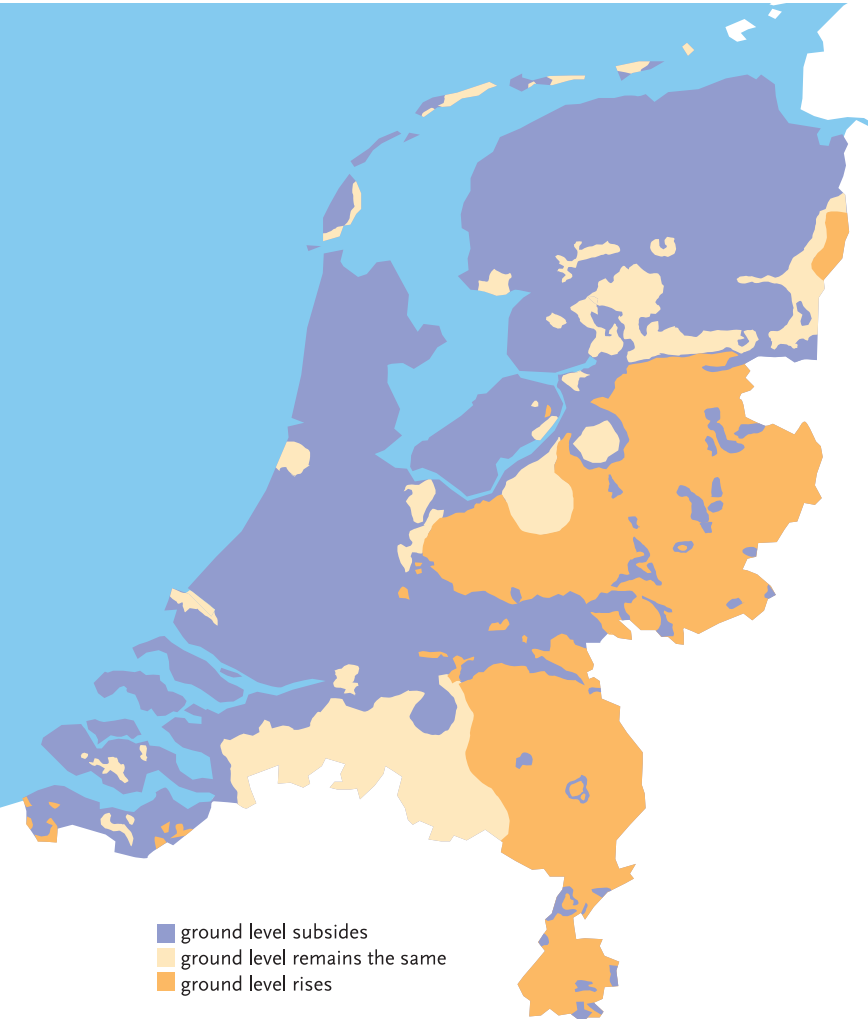 ground level subsides
ground level remains the same
ground level rises